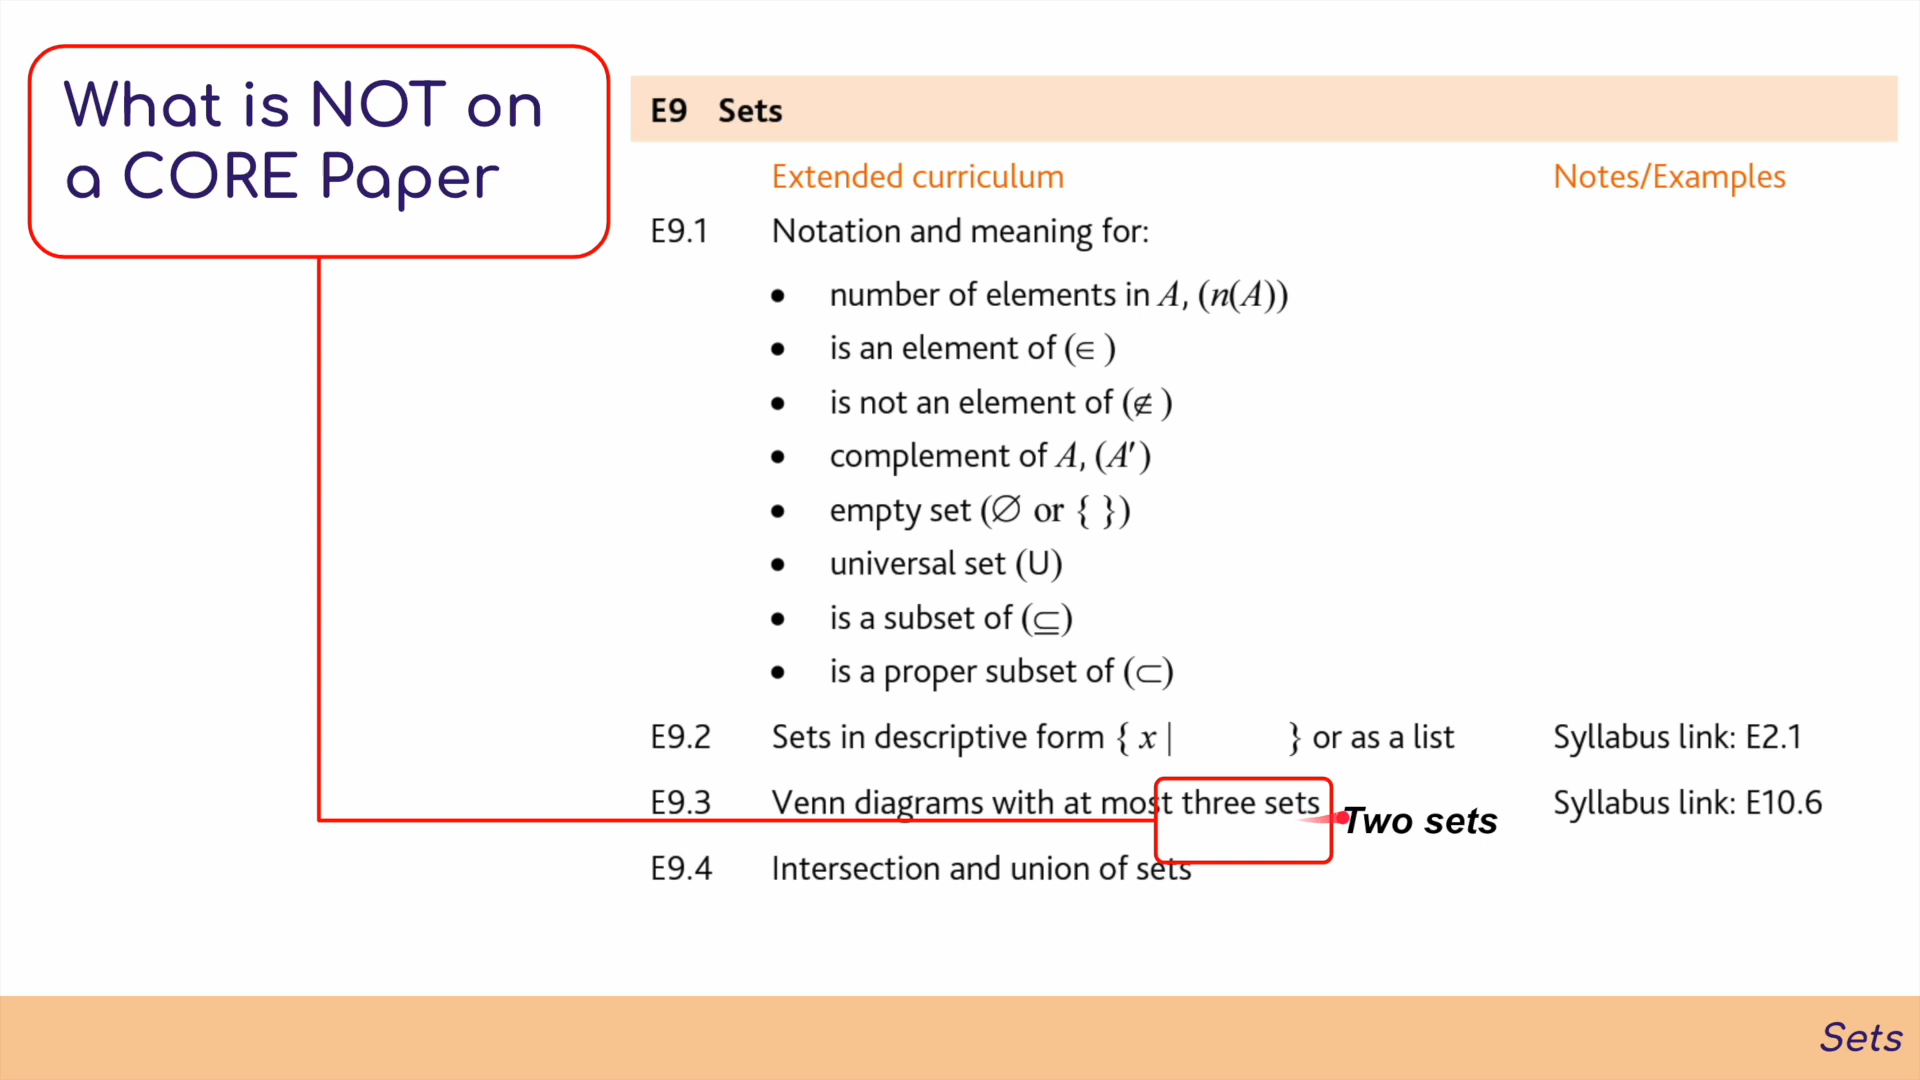 What is NOT on
a CORE Paper
E9 Sets
Extended curriculum Notes/Examples
E9.1 Notation and meaning for:
• number of elements in A, (n(A))
• is an element of (∈ )
• is not an element of (∉ )
• complement of A, (A′)
• empty set (∅ or { })
• universal set (U)
• is a subset of (⊆)
• is a proper subset of (⊂)
E9.2 Sets in descriptive form { x | } or as a list Syllabus link: E2.1
E9.3 Venn diagrams with at most three sets Two sets Syllabus link: E10.6
E9.4 Intersection and union of sets
Sets